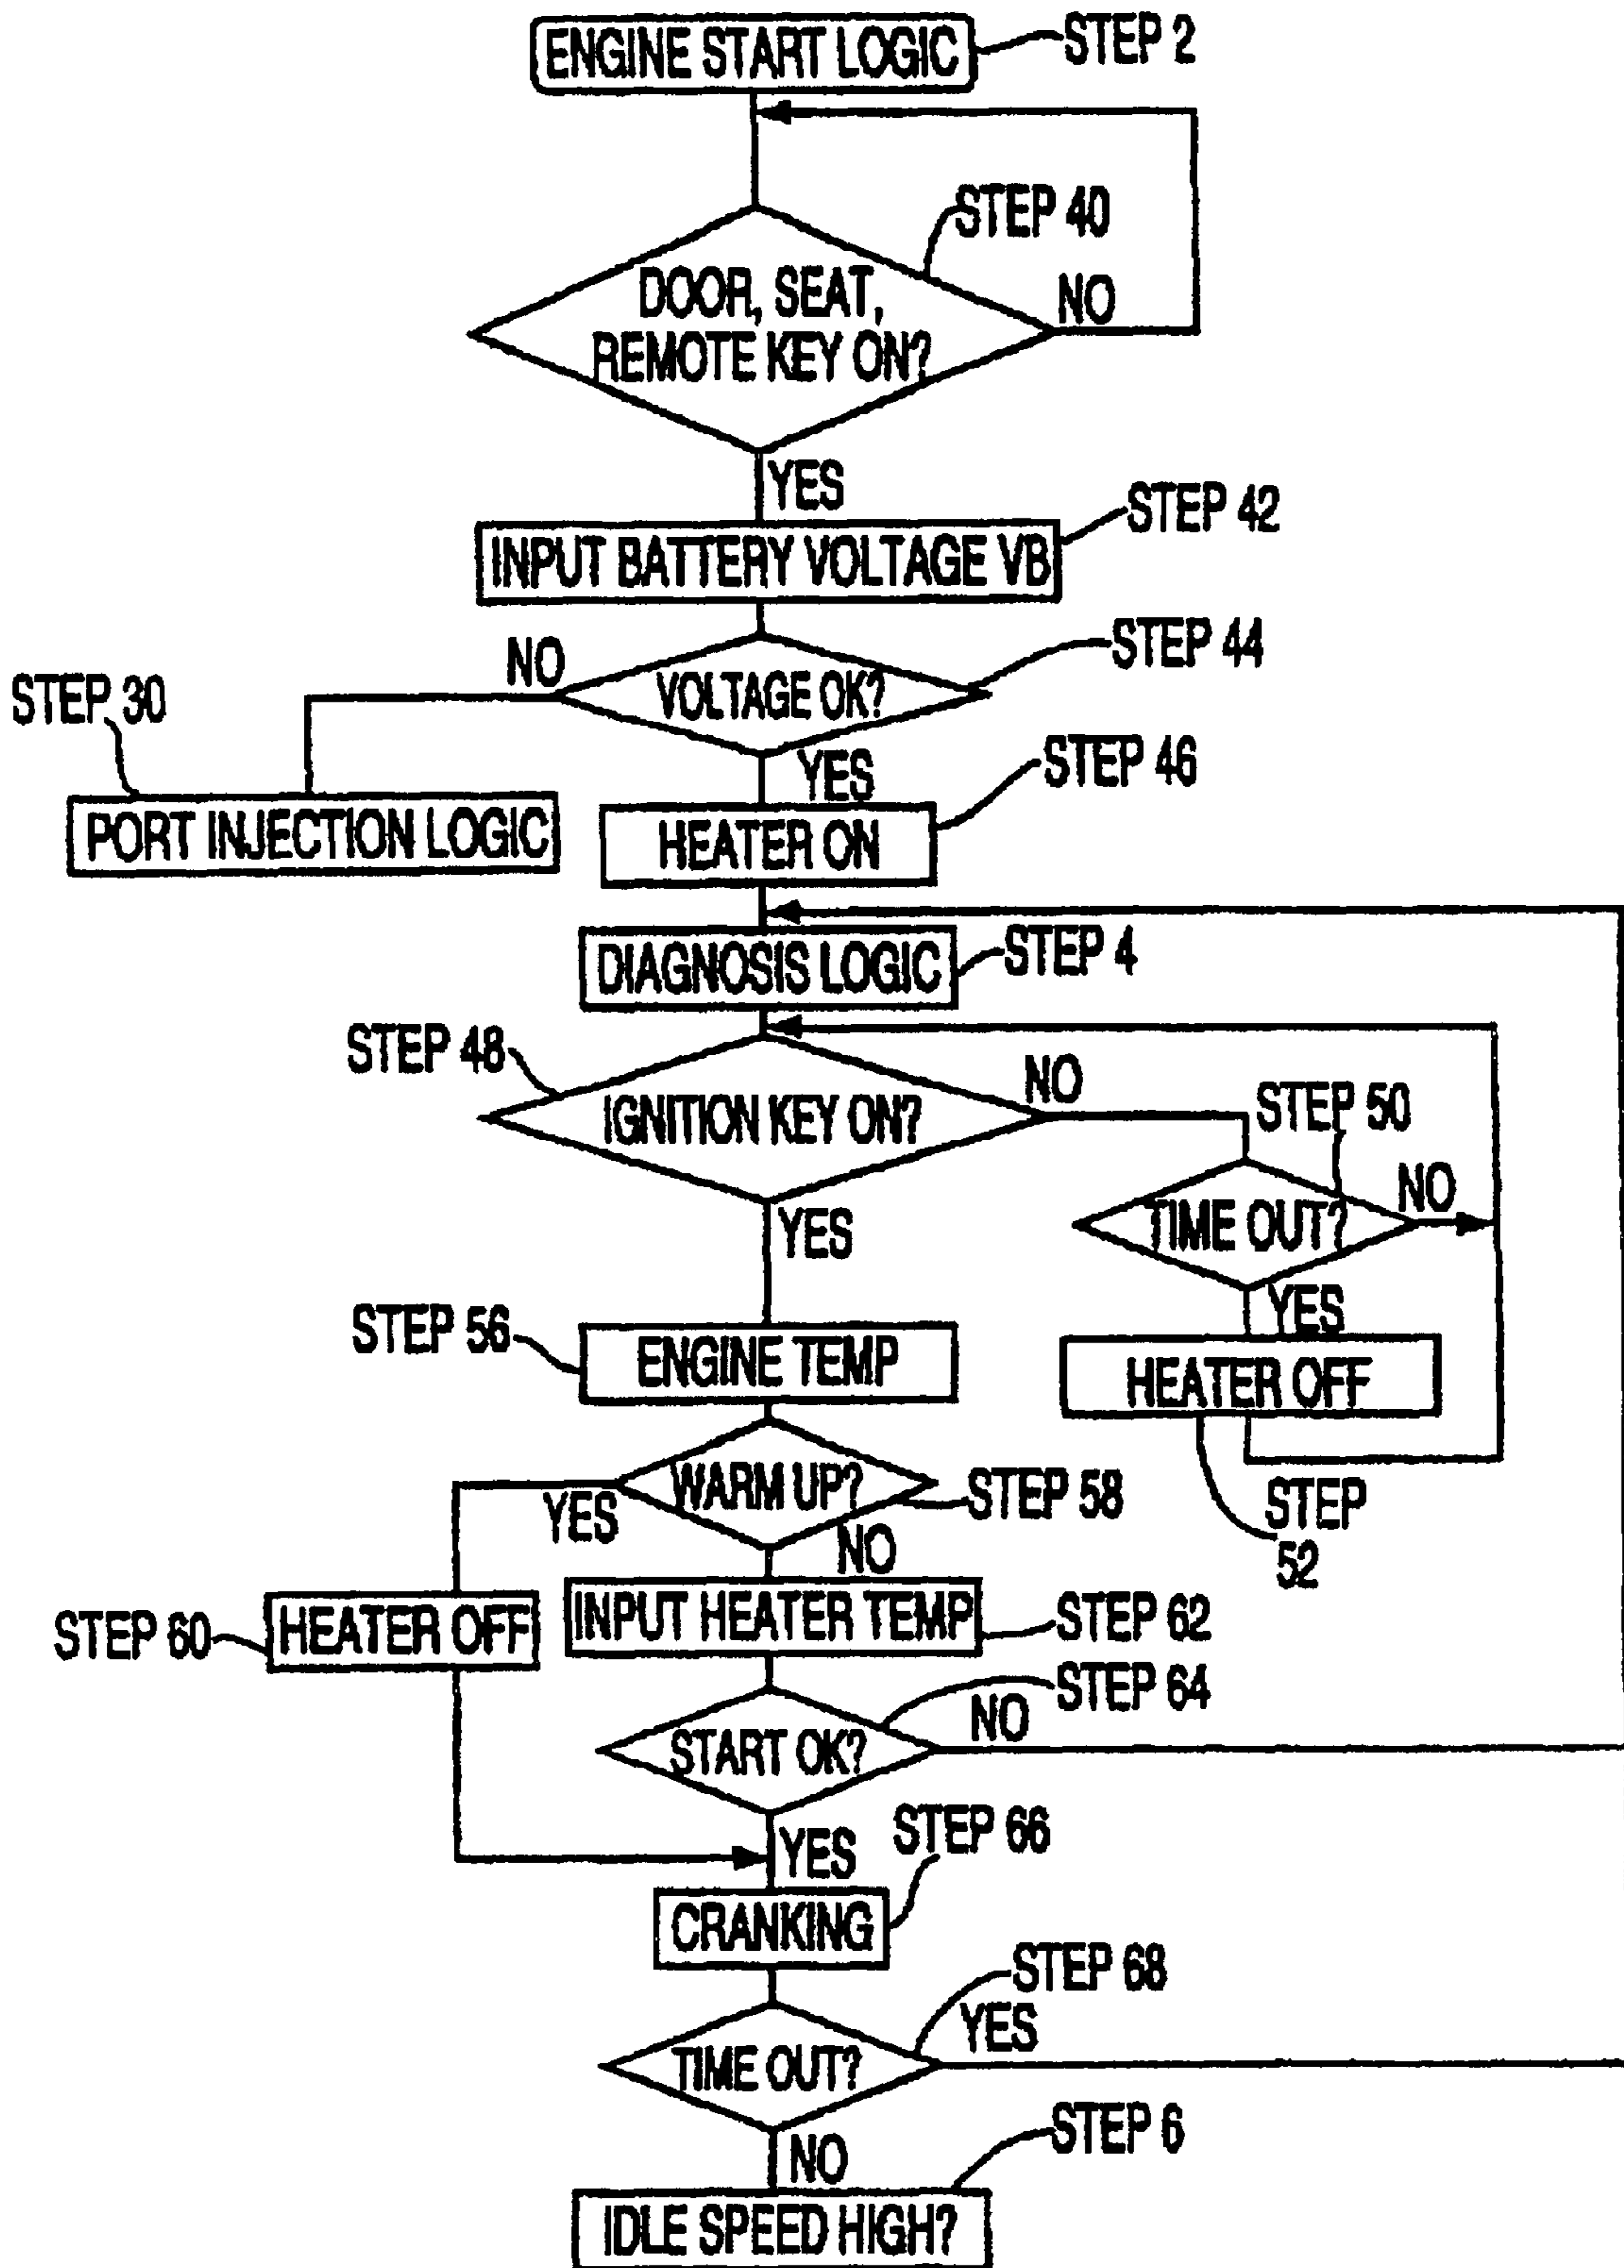 ENGINE START LOGIC
STEP 2
STEP 40
DOOR, SEAT,
REMOTE KEY ON?
NO
YES
STEP 42
INPUT BATTERY VOLTAGE VB
STEP 44
NO
VOLTAGE OK?
STEP 30
YES
STEP 46
PORT INJECTION LOGIC
HEATER ON
DIAGNOSIS LOGIC
STEP 4
STEP 48
NO
IGNITION KEY ON?
STEP 50
NO
TIME OUT?
YES
YES
STEP 56
ENGINE TEMP
HEATER OFF
WARM UP?
STEP 58
YES
NO
STEP
52
STEP 60
HEATER OFF
INPUT HEATER TEMP
STEP 62
STEP 64
NO
START OK?
YES
STEP 66
CRANKING
STEP 68
YES
TIME OUT?
STEP 6
NO
IDLE SPEED HIGH?